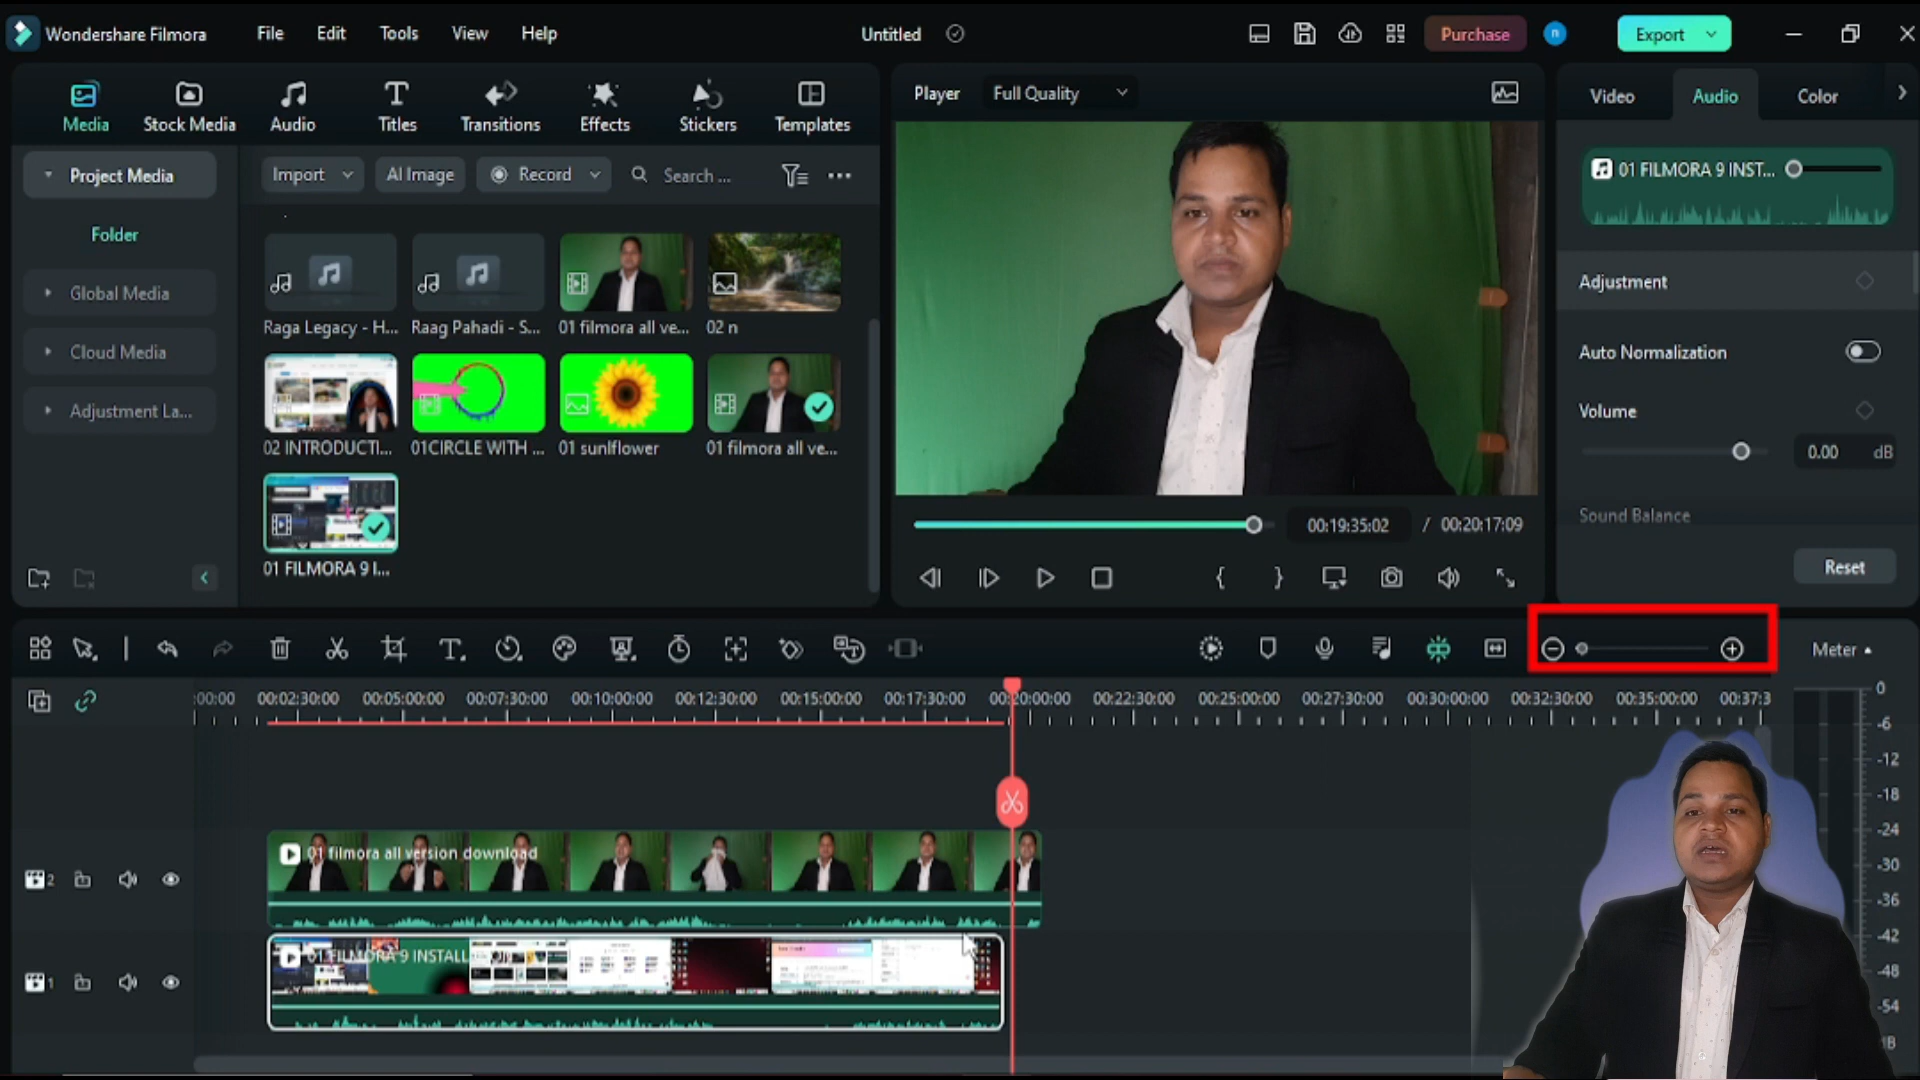 Wondershare Filmora
File Edit Tools View Help
Untitled
Purchase
n
Export
Media
Stock Media
Audio
Titles
Transitions
Effects
Stickers
Templates
Player Full Quality
Video Audio Color
Project Media
Folder
Global Media
Cloud Media
Adjustment La...
Import
AI Image
Record
Search ...
Raga Legacy - H...
Raag Pahadi - S...
01 filmora all ve...
02 n
02 INTRODUCTI...
01CIRCLE WITH ...
01 sunlflower
01 filmora all ve...
01 FILMORA 9 I...
00:19:35:02 / 00:20:17:09
01 FILMORA 9 INST...
Adjustment
Auto Normalization
Volume
0.00 dB
Sound Balance
Reset
Meter
:00:00 00:02:30:00 00:05:00:00 00:07:30:00 00:10:00:00 00:12:30:00 00:15:00:00 00:17:30:00 00:20:00:00 00:22:30:00 00:25:00:00 00:27:30:00 00:30:00:00 00:32:30:00 00:35:00:00 00:37:3
01 filmora all version download
2
01 FILMORA 9 INSTALL
1
0
-6
-12
-18
-24
-30
-36
-42
-48
-54
dB